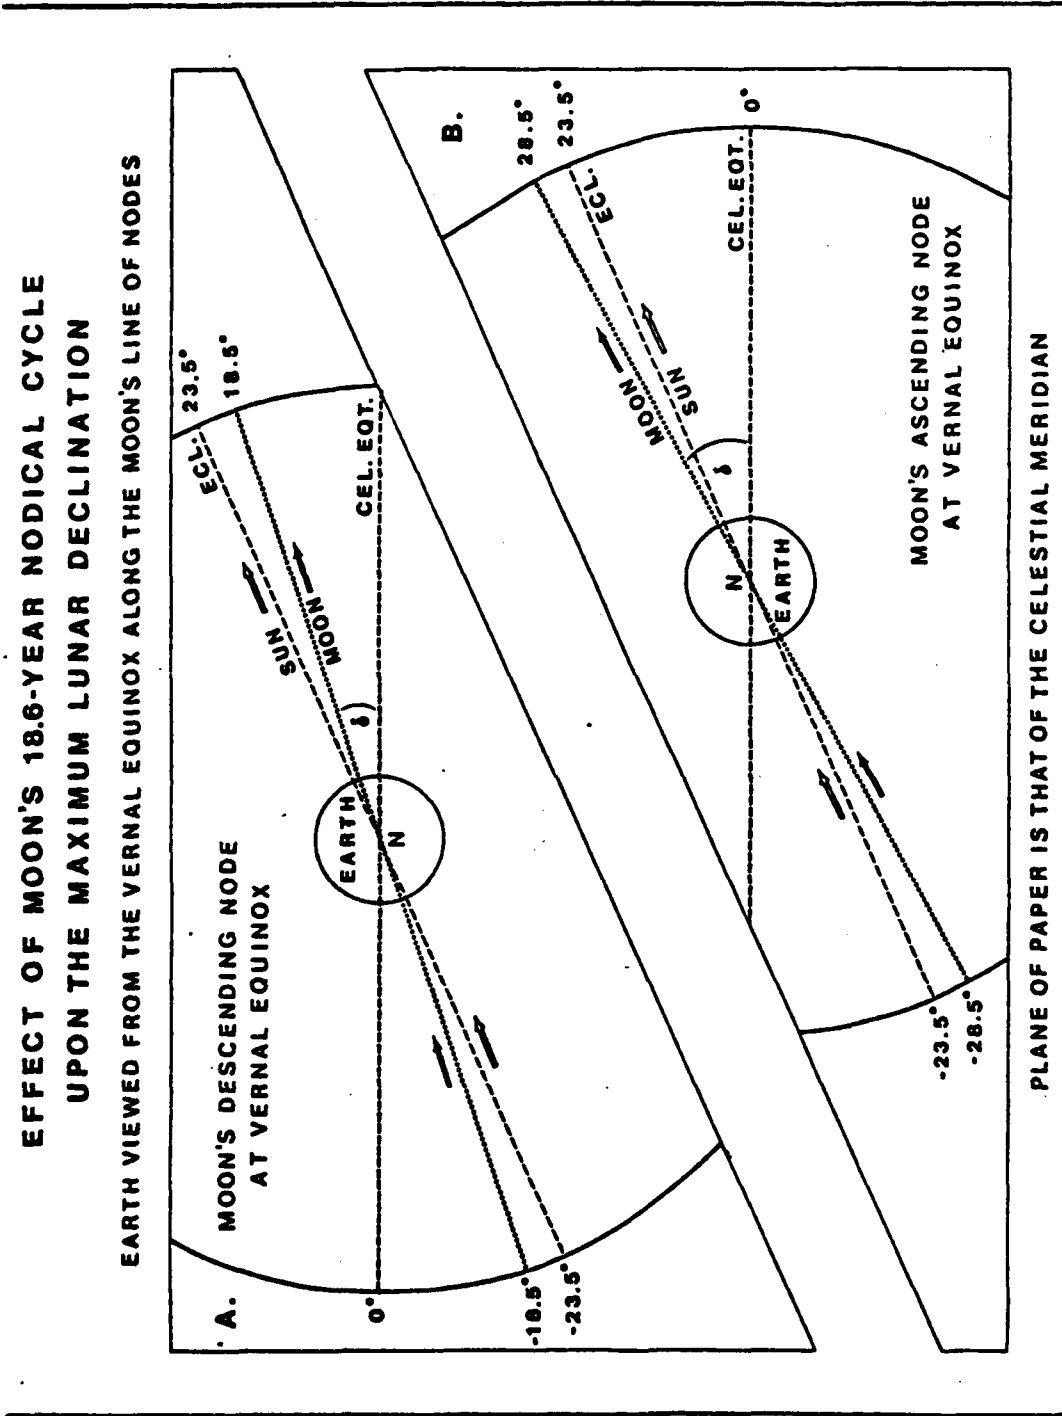 EFFECT OF MOON'S 18.6-YEAR NODICAL CYCLE
UPON THE MAXIMUM LUNAR DECLINATION
EARTH VIEWED FROM THE VERNAL EQUINOX ALONG THE MOON'S LINE OF NODES
A.
MOON'S DESCENDING NODE
AT VERNAL EQUINOX
23.5°
ECL.
18.5°
SUN
MOON
δ
CEL. EQT.
EARTH
N
0°
-18.5°
-23.5°
B.
28.5°
23.5°
ECL.
MOON
SUN
δ
CEL. EQT.
0°
N
EARTH
MOON'S ASCENDING NODE
AT VERNAL EQUINOX
-23.5°
-28.5°
PLANE OF PAPER IS THAT OF THE CELESTIAL MERIDIAN